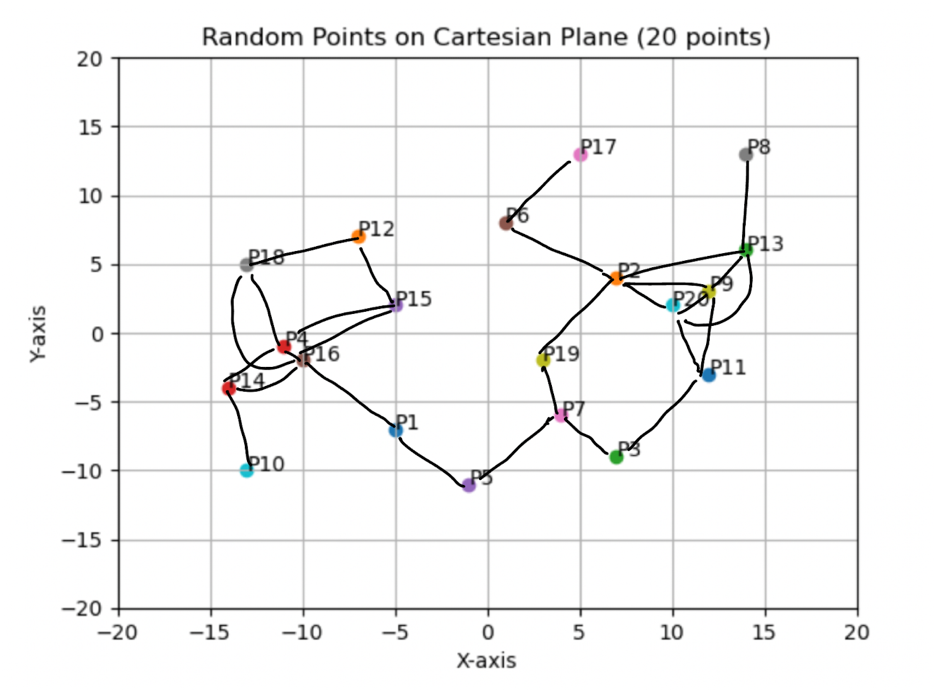 Random Points on Cartesian Plane (20 points)
20
15
10
5
0
−5
−10
−15
−20
Y-axis
P17
P8
P6
P12
P13
P18
P2
P9
P15
P20
P4
P16
P19
P11
P14
P7
P1
P3
P10
P5
−20 −15 −10 −5 0 5 10 15 20
X-axis